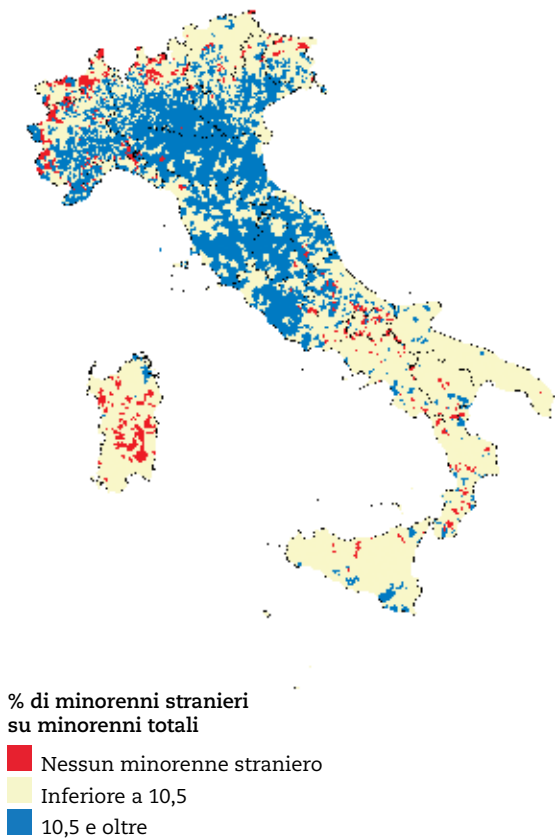 % di minorenni stranieri
su minorenni totali
Nessun minorenne straniero
Inferiore a 10,5
10,5 e oltre